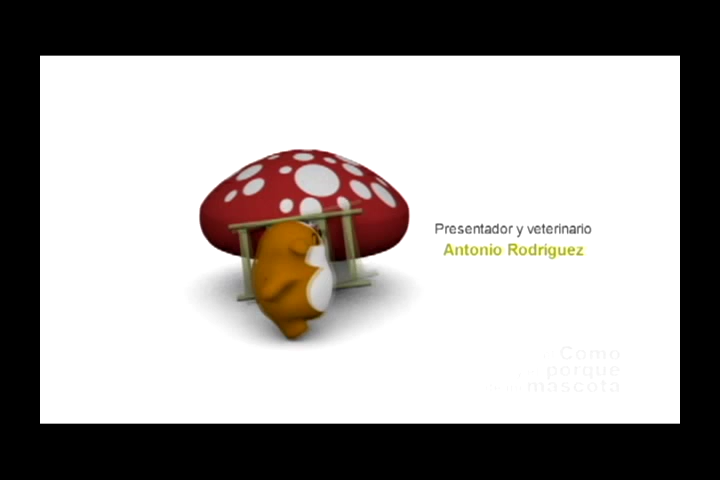 Presentador y veterinario
Antonio Rodriguez
Como
porque
mascota